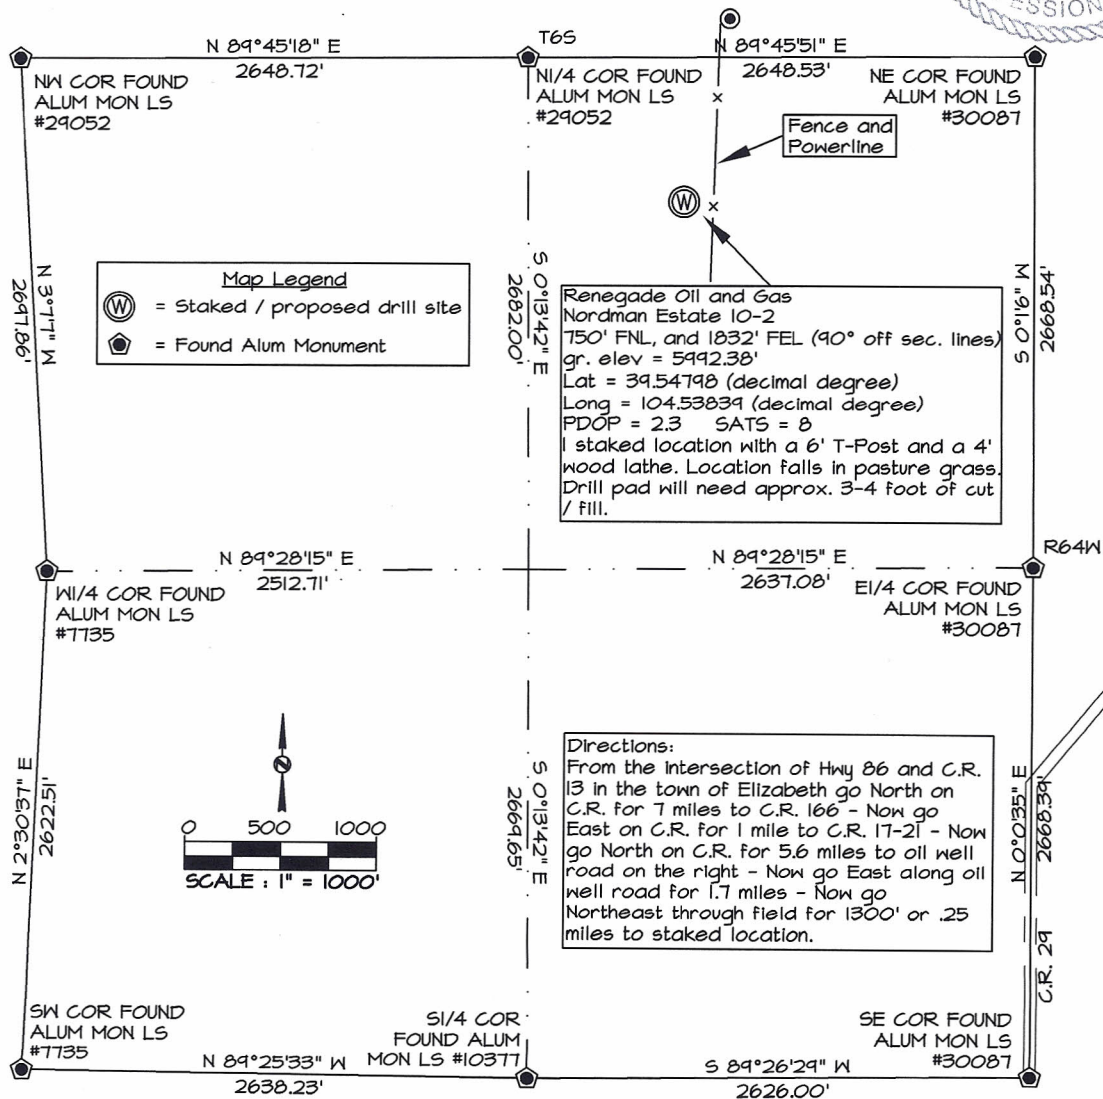 ESSION
T6S
N 89°45'18" E
2648.72'
N 89°45'51" E
2648.53'
NW COR FOUND
ALUM MON LS
#29052
N1/4 COR FOUND
ALUM MON LS
#29052
NE COR FOUND
ALUM MON LS
#30087
Fence and
Powerline
W
N 3°17'17" W
2697.86'
Map Legend
W = Staked / proposed drill site
= Found Alum Monument
S 0°13'42" E
2682.00'
Renegade Oil and Gas
Nordman Estate 10-2
750' FNL, and 1832' FEL (90° off sec. lines)
gr. elev = 5992.38'
Lat = 39.54798 (decimal degree)
Long = 104.53839 (decimal degree)
PDOP = 2.3 SATS = 8
I staked location with a 6' T-Post and a 4'
wood lathe. Location falls in pasture grass.
Drill pad will need approx. 3-4 foot of cut
/ fill.
S 0°1'16" W
2668.54'
R64W
N 89°28'15" E
2512.71'
N 89°28'15" E
2637.08'
W1/4 COR FOUND
ALUM MON LS
#7735
E1/4 COR FOUND
ALUM MON LS
#30087
N 2°30'37" E
2622.51'
N
0 500 1000
SCALE : 1" = 1000'
S 0°13'42" E
2669.65'
Directions:
From the intersection of Hwy 86 and C.R.
13 in the town of Elizabeth go North on
C.R. for 7 miles to C.R. 166 - Now go
East on C.R. for 1 mile to C.R. 17-21 - Now
go North on C.R. for 5.6 miles to oil well
road on the right - Now go East along oil
well road for 1.7 miles - Now go
Northeast through field for 1300' or .25
miles to staked location.
N 0°0'35" E
2668.39'
C.R. 29
SW COR FOUND
ALUM MON LS
#7735
S1/4 COR
FOUND ALUM
MON LS #10377
SE COR FOUND
ALUM MON LS
#30087
N 89°25'33" W
2638.23'
S 89°26'29" W
2626.00'